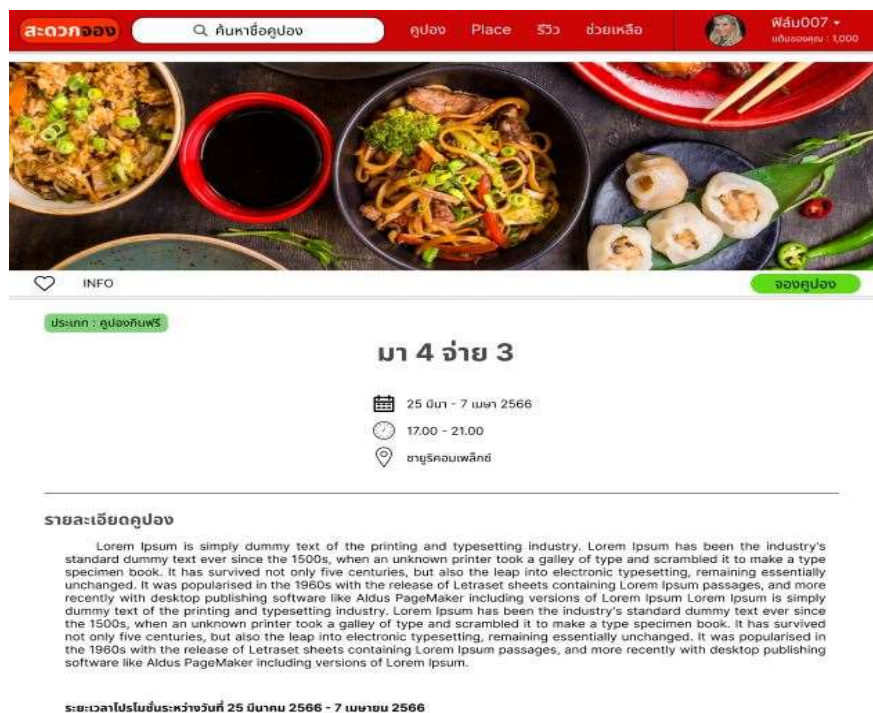 สะดวกจอง
ค้นหาชื่อคูปอง
คูปอง Place รีวิว ช่วยเหลือ
ฟิล์ม007
แต้มของคุณ : 1,000
INFO
จองคูปอง
ประเภท : คูปองกินฟรี
มา 4 จ่าย 3
25 มีนา - 7 เมษา 2566
17.00 - 21.00
ชายูริคอมเพล็กซ์
รายละเอียดคูปอง
Lorem Ipsum is simply dummy text of the printing and typesetting industry. Lorem Ipsum has been the industry's
standard dummy text ever since the 1500s, when an unknown printer took a galley of type and scrambled it to make a type
specimen book. It has survived not only five centuries, but also the leap into electronic typesetting, remaining essentially
unchanged. It was popularised in the 1960s with the release of Letraset sheets containing Lorem Ipsum passages, and more
recently with desktop publishing software like Aldus PageMaker including versions of Lorem Ipsum Lorem Ipsum is simply
dummy text of the printing and typesetting industry. Lorem Ipsum has been the industry's standard dummy text ever since
the 1500s, when an unknown printer took a galley of type and scrambled it to make a type specimen book. It has survived
not only five centuries, but also the leap into electronic typesetting, remaining essentially unchanged. It was popularised in
the 1960s with the release of Letraset sheets containing Lorem Ipsum passages, and more recently with desktop publishing
software like Aldus PageMaker including versions of Lorem Ipsum.
ระยะเวลาโปรโมชั่นระหว่างวันที่ 25 มีนาคม 2566 - 7 เมษายน 2566